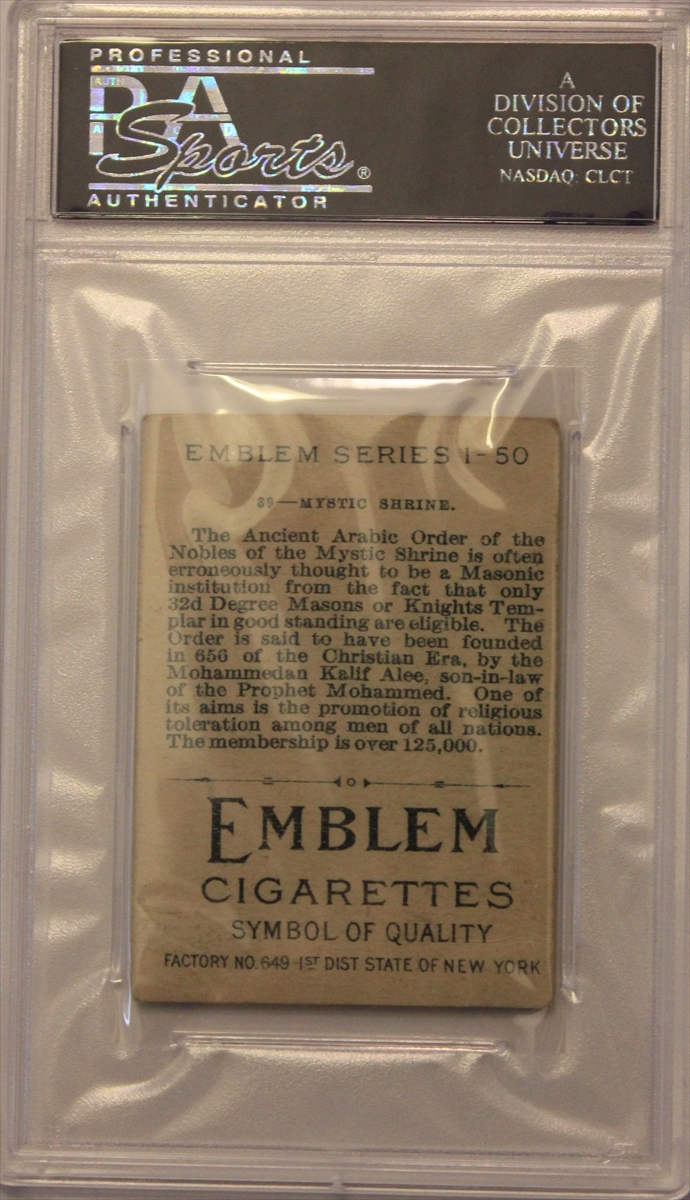 PROFESSIONAL
PSA
Sports®
AUTHENTICATOR
A
DIVISION OF
COLLECTORS
UNIVERSE
NASDAQ: CLCT
EMBLEM SERIES 1-50
39—MYSTIC SHRINE.
The Ancient Arabic Order of the
Nobles of the Mystic Shrine is often
erroneously thought to be a Masonic
institution from the fact that only
32d Degree Masons or Knights Tem-
plar in good standing are eligible. The
Order is said to have been founded
in 656 of the Christian Era, by the
Mohammedan Kalif Alee, son-in-law
of the Prophet Mohammed. One of
its aims is the promotion of religious
toleration among men of all nations.
The membership is over 125,000.
EMBLEM
CIGARETTES
SYMBOL OF QUALITY
FACTORY NO. 649 1ST DIST STATE OF NEW YORK